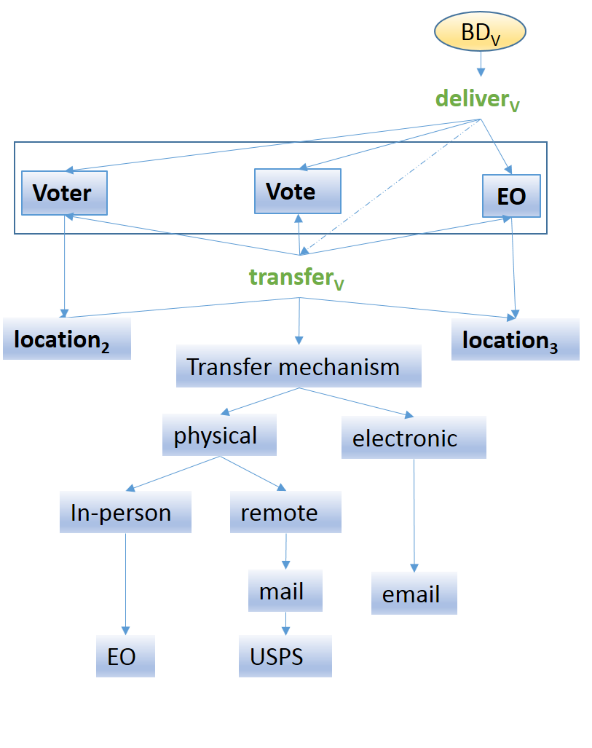 BDV
deliverV
Voter
Vote
EO
transferV
location2
location3
Transfer mechanism
physical
electronic
In-person
remote
mail
email
EO
USPS